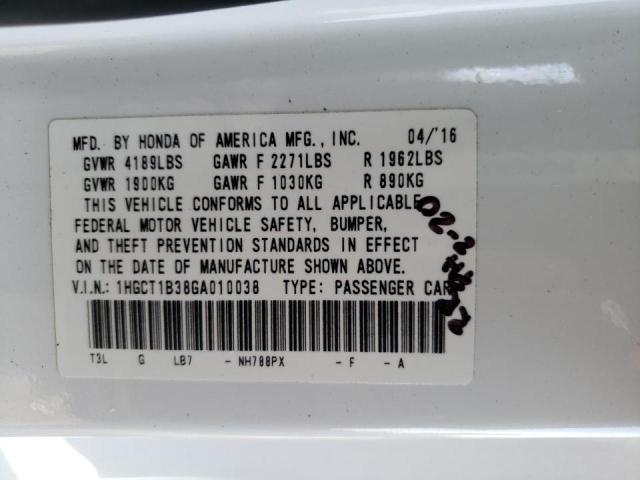 MFD. BY HONDA OF AMERICA MFG., INC. 04/'16
GVWR 4189LBS GAWR F 2271LBS R 1962LBS
GVWR 1900KG GAWR F 1030KG R 890KG
THIS VEHICLE CONFORMS TO ALL APPLICABLE
FEDERAL MOTOR VEHICLE SAFETY, BUMPER,
AND THEFT PREVENTION STANDARDS IN EFFECT
ON THE DATE OF MANUFACTURE SHOWN ABOVE.
V.I.N.: 1HGCT1B38GA010038 TYPE: PASSENGER CAR
T3L G LB7 - NH788PX - F - A